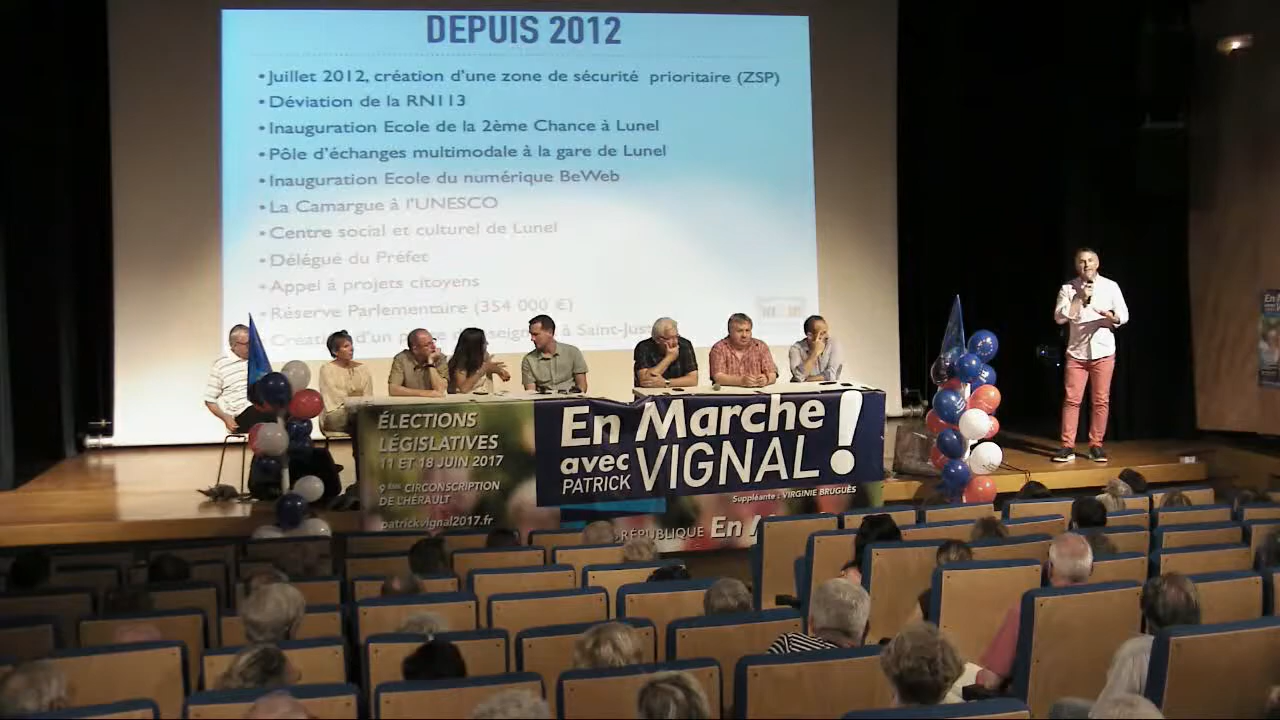 DEPUIS 2012
•Juillet 2012, création d'une zone de sécurité prioritaire (ZSP)
•Déviation de la RN113
•Inauguration Ecole de la 2ème Chance à Lunel
•Pôle d'échanges multimodale à la gare de Lunel
•Inauguration Ecole du numérique BeWeb
•La Camargue à l'UNESCO
•Centre social et culturel de Lunel
•Délégué du Préfet
•Appel à projets citoyens
•Réserve Parlementaire (354 000 €)
d'un à Saint-Just
ÉLECTIONS
LÉGISLATIVES
11 ET 18 JUIN 2017
9ème CIRCONSCRIPTION
DE L'HÉRAULT
patrickvignal2017.fr
En Marche !
avec
PATRICK VIGNAL
Suppléante : VIRGINIE BRUGUÈS
RÉPUBLIQUE En